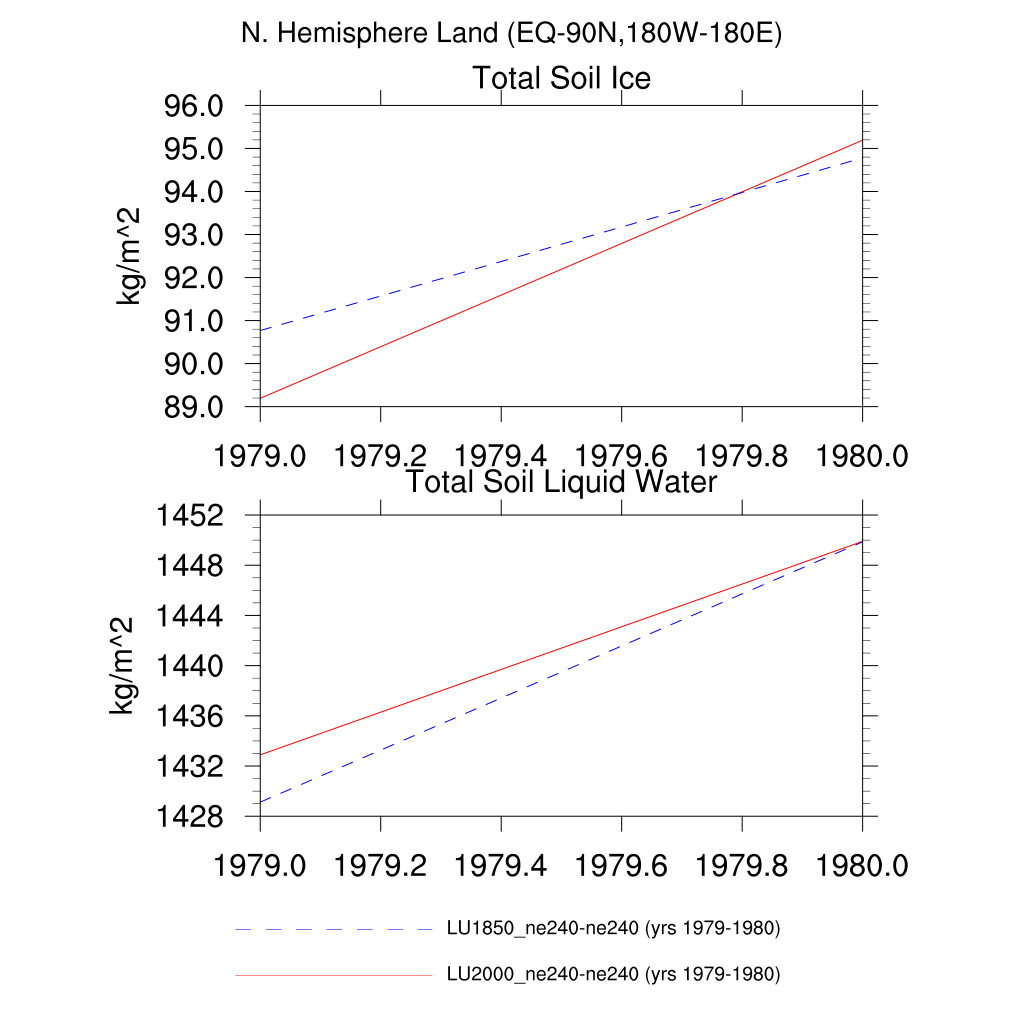 N. Hemisphere Land (EQ-90N,180W-180E)
Total Soil Ice
96.0
95.0
94.0
93.0
92.0
91.0
90.0
89.0
kg/m^2
1979.0 1979.2 1979.4 1979.6 1979.8 1980.0
Total Soil Liquid Water
1452
1448
1444
1440
1436
1432
1428
kg/m^2
1979.0 1979.2 1979.4 1979.6 1979.8 1980.0
LU1850_ne240-ne240 (yrs 1979-1980)
LU2000_ne240-ne240 (yrs 1979-1980)